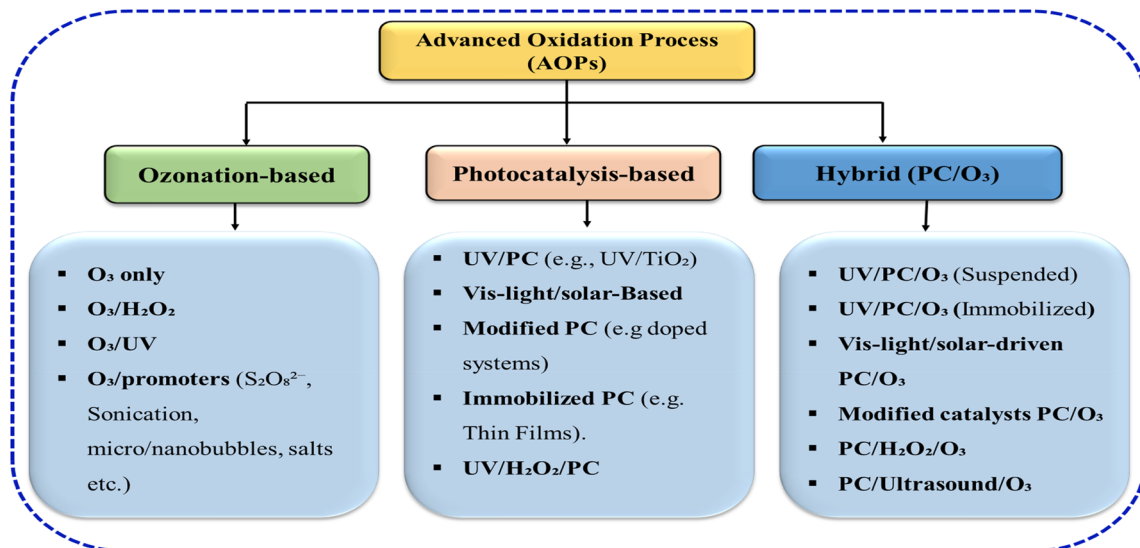 Advanced Oxidation Process
(AOPs)
Ozonation-based
Photocatalysis-based
Hybrid (PC/O₃)
▪ O₃ only
▪ O₃/H₂O₂
▪ O₃/UV
▪ O₃/promoters (S₂O₈²⁻,
Sonication,
micro/nanobubbles, salts
etc.)
▪ UV/PC (e.g., UV/TiO₂)
▪ Vis-light/solar-Based
▪ Modified PC (e.g doped
systems)
▪ Immobilized PC (e.g.
Thin Films).
▪ UV/H₂O₂/PC
▪ UV/PC/O₃ (Suspended)
▪ UV/PC/O₃ (Immobilized)
▪ Vis-light/solar-driven
PC/O₃
▪ Modified catalysts PC/O₃
▪ PC/H₂O₂/O₃
▪ PC/Ultrasound/O₃